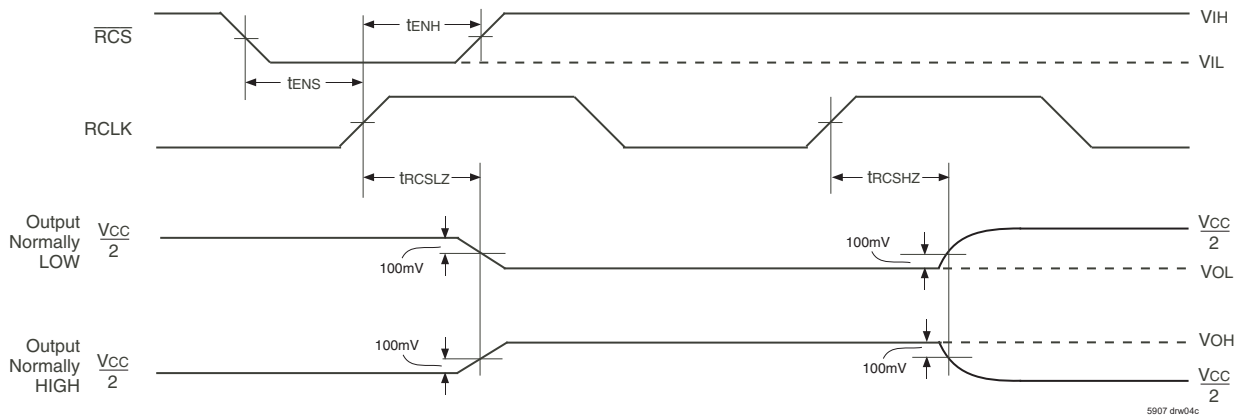 tENH
VIH
RCS
VIL
tENS
RCLK
tRCSLZ
tRCSHZ
Output
Normally
LOW
VCC
2
100mV
100mV
VCC
2
VOL
Output
Normally
HIGH
VCC
2
100mV
100mV
VOH
VCC
2
5907 drw04c